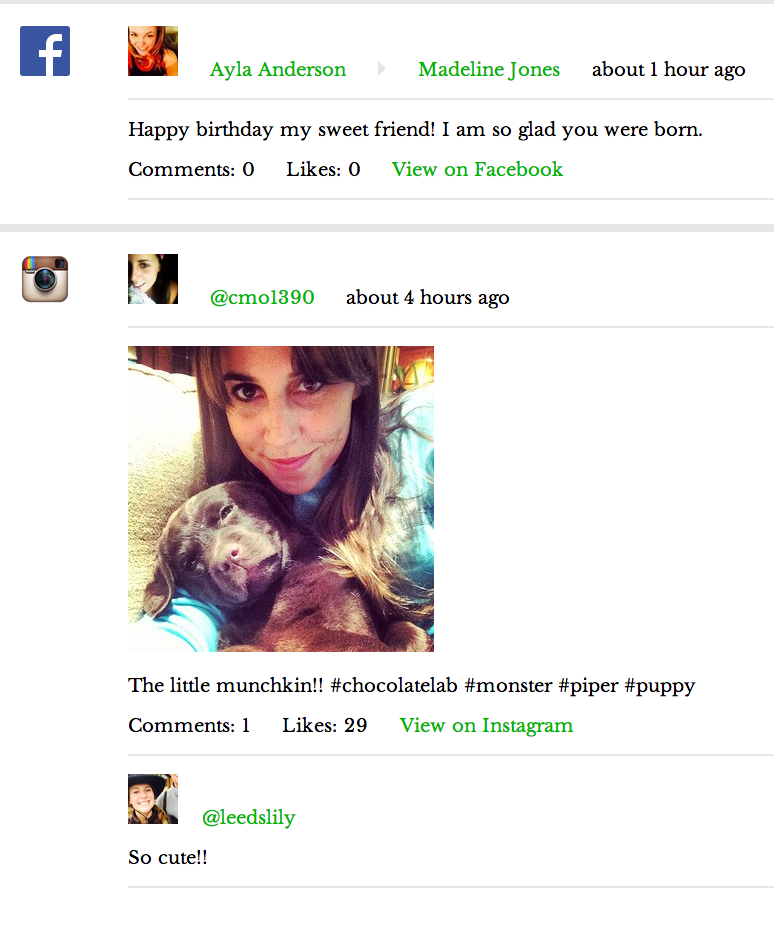 Ayla Anderson Madeline Jones about 1 hour ago
Happy birthday my sweet friend! I am so glad you were born.
Comments: 0 Likes: 0 View on Facebook
@cmo1390 about 4 hours ago
The little munchkin!! #chocolatelab #monster #piper #puppy
Comments: 1 Likes: 29 View on Instagram
@leedslily
So cute!!